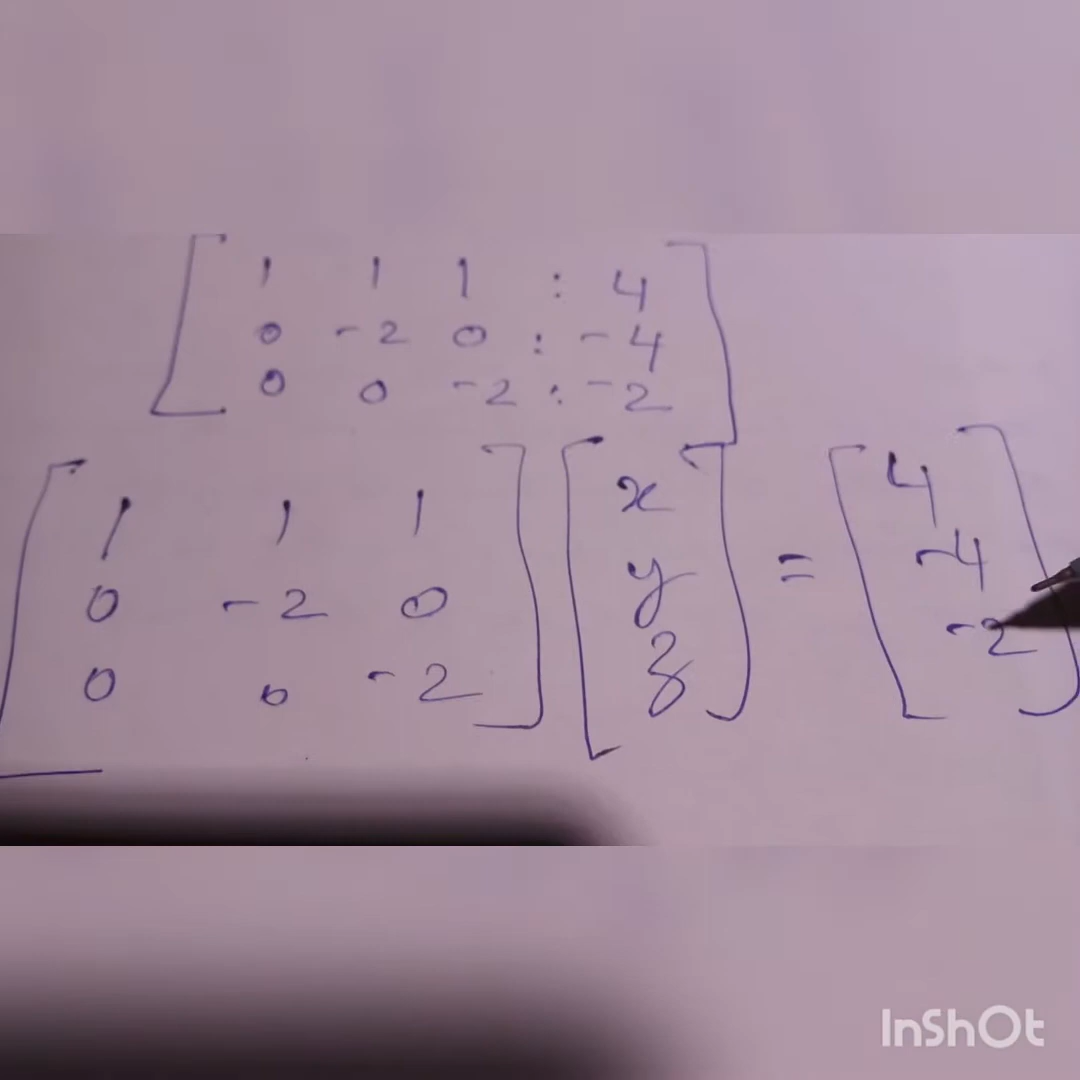 1 1 1 : 4
0 -2 0 : -4
0 0 -2 : -2
1 1 1 x 4
0 -2 0 y = -4
0 0 -2 z -2
InShOt